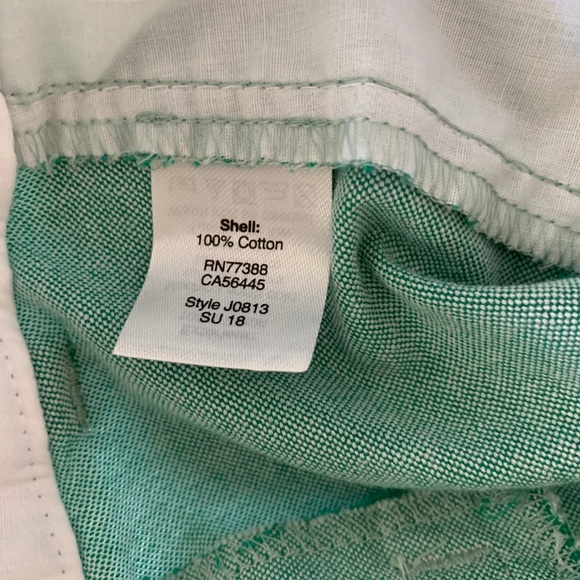 Shell:
100% Cotton
RN77388
CA56445
Style J0813
SU 18